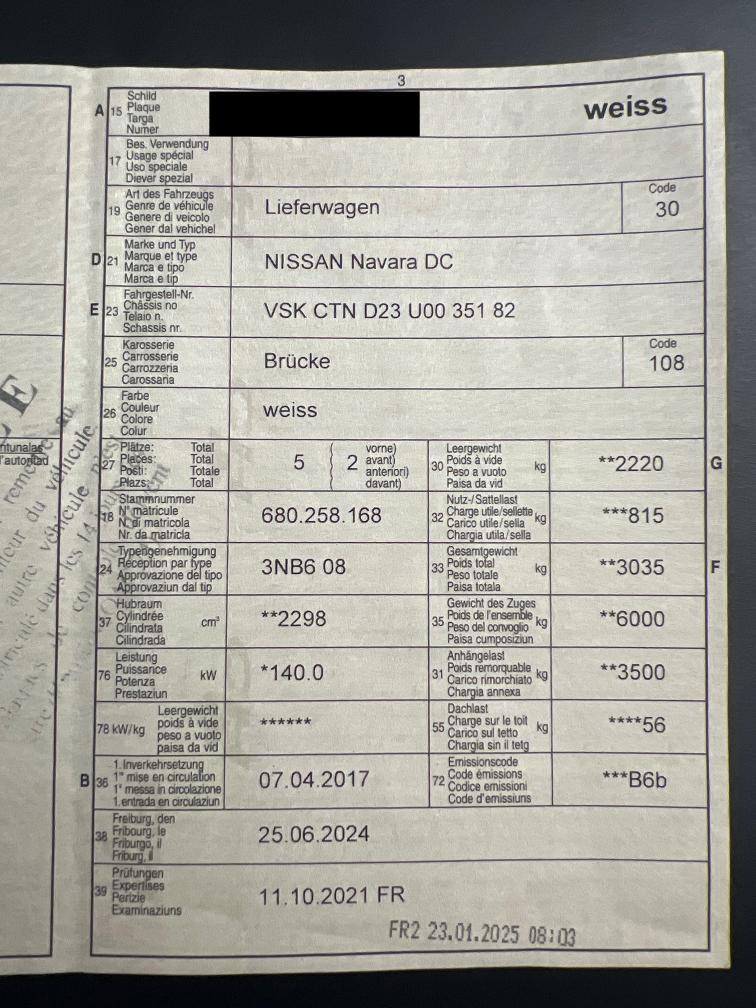 3
A 15 Schild
Plaque
Targa
Numer
weiss
17 Bes. Verwendung
Usage spécial
Uso speciale
Diever spezial
19 Art des Fahrzeugs
Genre de véhicule
Genere di veicolo
Gener dal vehichel
Lieferwagen
Code
30
D 21 Marke und Typ
Marque et type
Marca e tipo
Marca e tip
NISSAN Navara DC
E 23 Fahrgestell-Nr.
Châssis no
Telaio n.
Schassis nr.
VSK CTN D23 U00 351 82
25 Karosserie
Carrosserie
Carrozzeria
Carossaria
Brücke
Code
108
26 Farbe
Couleur
Colore
Colur
weiss
27 Plätze: Total
Places: Total
Posti: Totale
Plazs: Total
5 ( 2 vorne)
avant)
anteriori)
davant)
30 Leergewicht
Poids à vide
Peso a vuoto
Paisa da vid
kg
**2220
G
18 Stammnummer
N° matricule
N. di matricola
Nr. da matricla
680.258.168
32 Nutz-/Sattellast
Charge utile/sellette
Carico utile/sella
Chargia utila/sella
kg
***815
24 Typengenehmigung
Réception par type
Approvazione del tipo
Approvaziun dal tip
3NB6 08
33 Gesamtgewicht
Poids total
Peso totale
Paisa totala
kg
**3035
F
37 Hubraum
Cylindrée
Cilindrata
Cilindrada
cm³
**2298
35 Gewicht des Zuges
Poids de l'ensemble
Peso del convoglio
Paisa cumposiziun
kg
**6000
76 Leistung
Puissance
Potenza
Prestaziun
kW
*140.0
31 Anhängelast
Poids remorquable
Carico rimorchiato
Chargia annexa
kg
**3500
78 kW/kg Leergewicht
poids à vide
peso a vuoto
paisa da vid
******
55 Dachlast
Charge sur le toit
Carico sul tetto
Chargia sin il tetg
kg
****56
B 36 1. Inverkehrsetzung
1re mise en circulation
1a messa in circolazione
1. entrada en circulaziun
07.04.2017
72 Emissionscode
Code émissions
Codice emissioni
Code d'emissiuns
***B6b
38 Freiburg, den
Fribourg, le
Friburgo, il
Friburg, il
25.06.2024
39 Prüfungen
Expertises
Perizie
Examinaziuns
11.10.2021 FR
FR2 23.01.2025 08:03